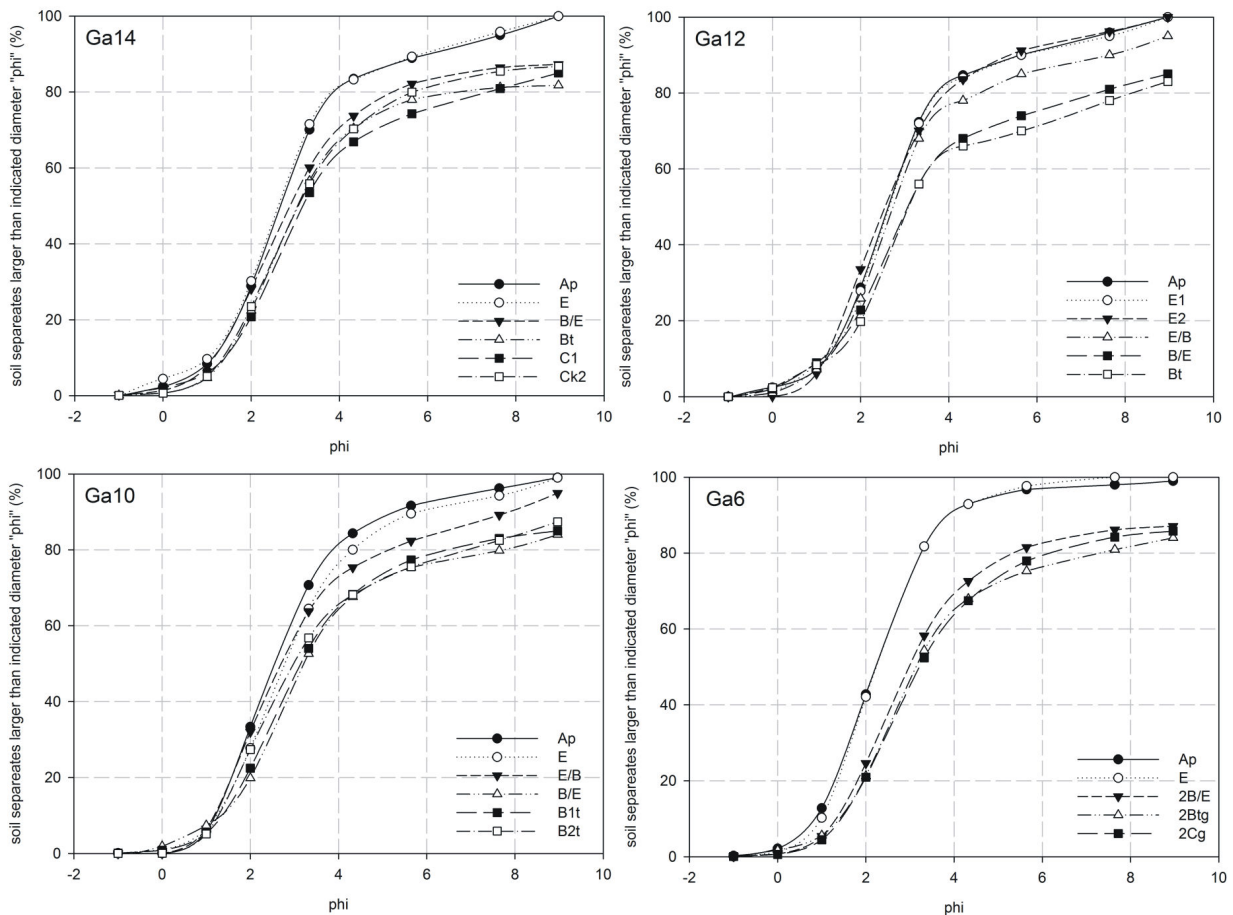 Ga14
soil separeates larger than indicated diameter "phi" (%)
100
80
60
40
20
0
-2 0 2 4 6 8 10
phi
Ap
E
B/E
Bt
C1
Ck2
Ga12
soil separeates larger than indicated diameter "phi" (%)
100
80
60
40
20
0
-2 0 2 4 6 8 10
phi
Ap
E1
E2
E/B
B/E
Bt
Ga10
soil separeates larger than indicated diameter "phi" (%)
100
80
60
40
20
0
-2 0 2 4 6 8 10
phi
Ap
E
E/B
B/E
B1t
B2t
Ga6
soil separeates larger than indicated diameter "phi" (%)
100
80
60
40
20
0
-2 0 2 4 6 8 10
phi
Ap
E
2B/E
2Btg
2Cg